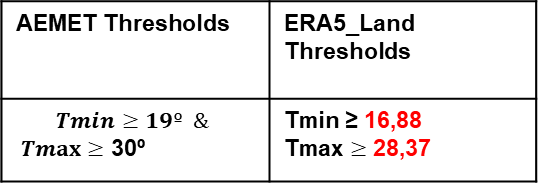 AEMET Thresholds
ERA5_Land
Thresholds
Tmin ≥ 19º &
Tmax ≥ 30º
Tmin ≥ 16,88
Tmax ≥ 28,37